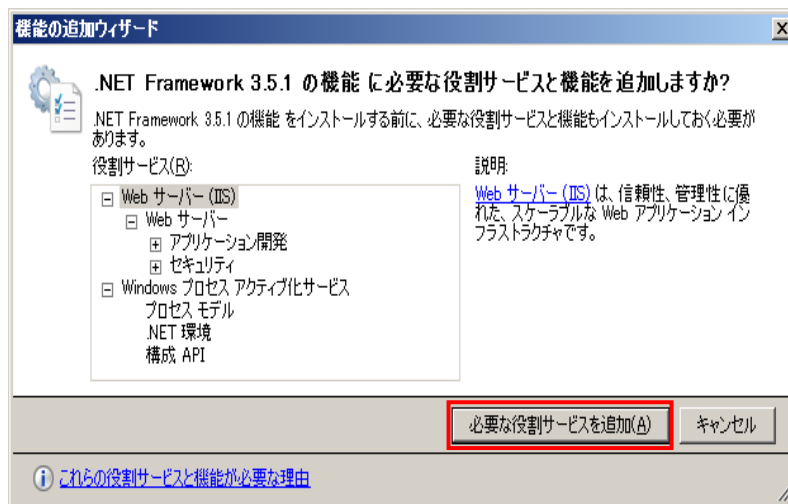 機能の追加ウィザード
.NET Framework 3.5.1 の機能 に必要な役割サービスと機能を追加しますか?
.NET Framework 3.5.1 の機能 をインストールする前に、必要な役割サービスと機能もインストールしておく必要が
あります。
役割サービス(R):
Web サーバー (IIS)
Web サーバー
アプリケーション開発
セキュリティ
Windows プロセス アクティブ化サービス
プロセス モデル
.NET 環境
構成 API
説明:
Web サーバー (IIS) は、信頼性、管理性に優
れた、スケーラブルな Web アプリケーション イン
フラストラクチャです。
必要な役割サービスを追加(A)
キャンセル
これらの役割サービスと機能が必要な理由